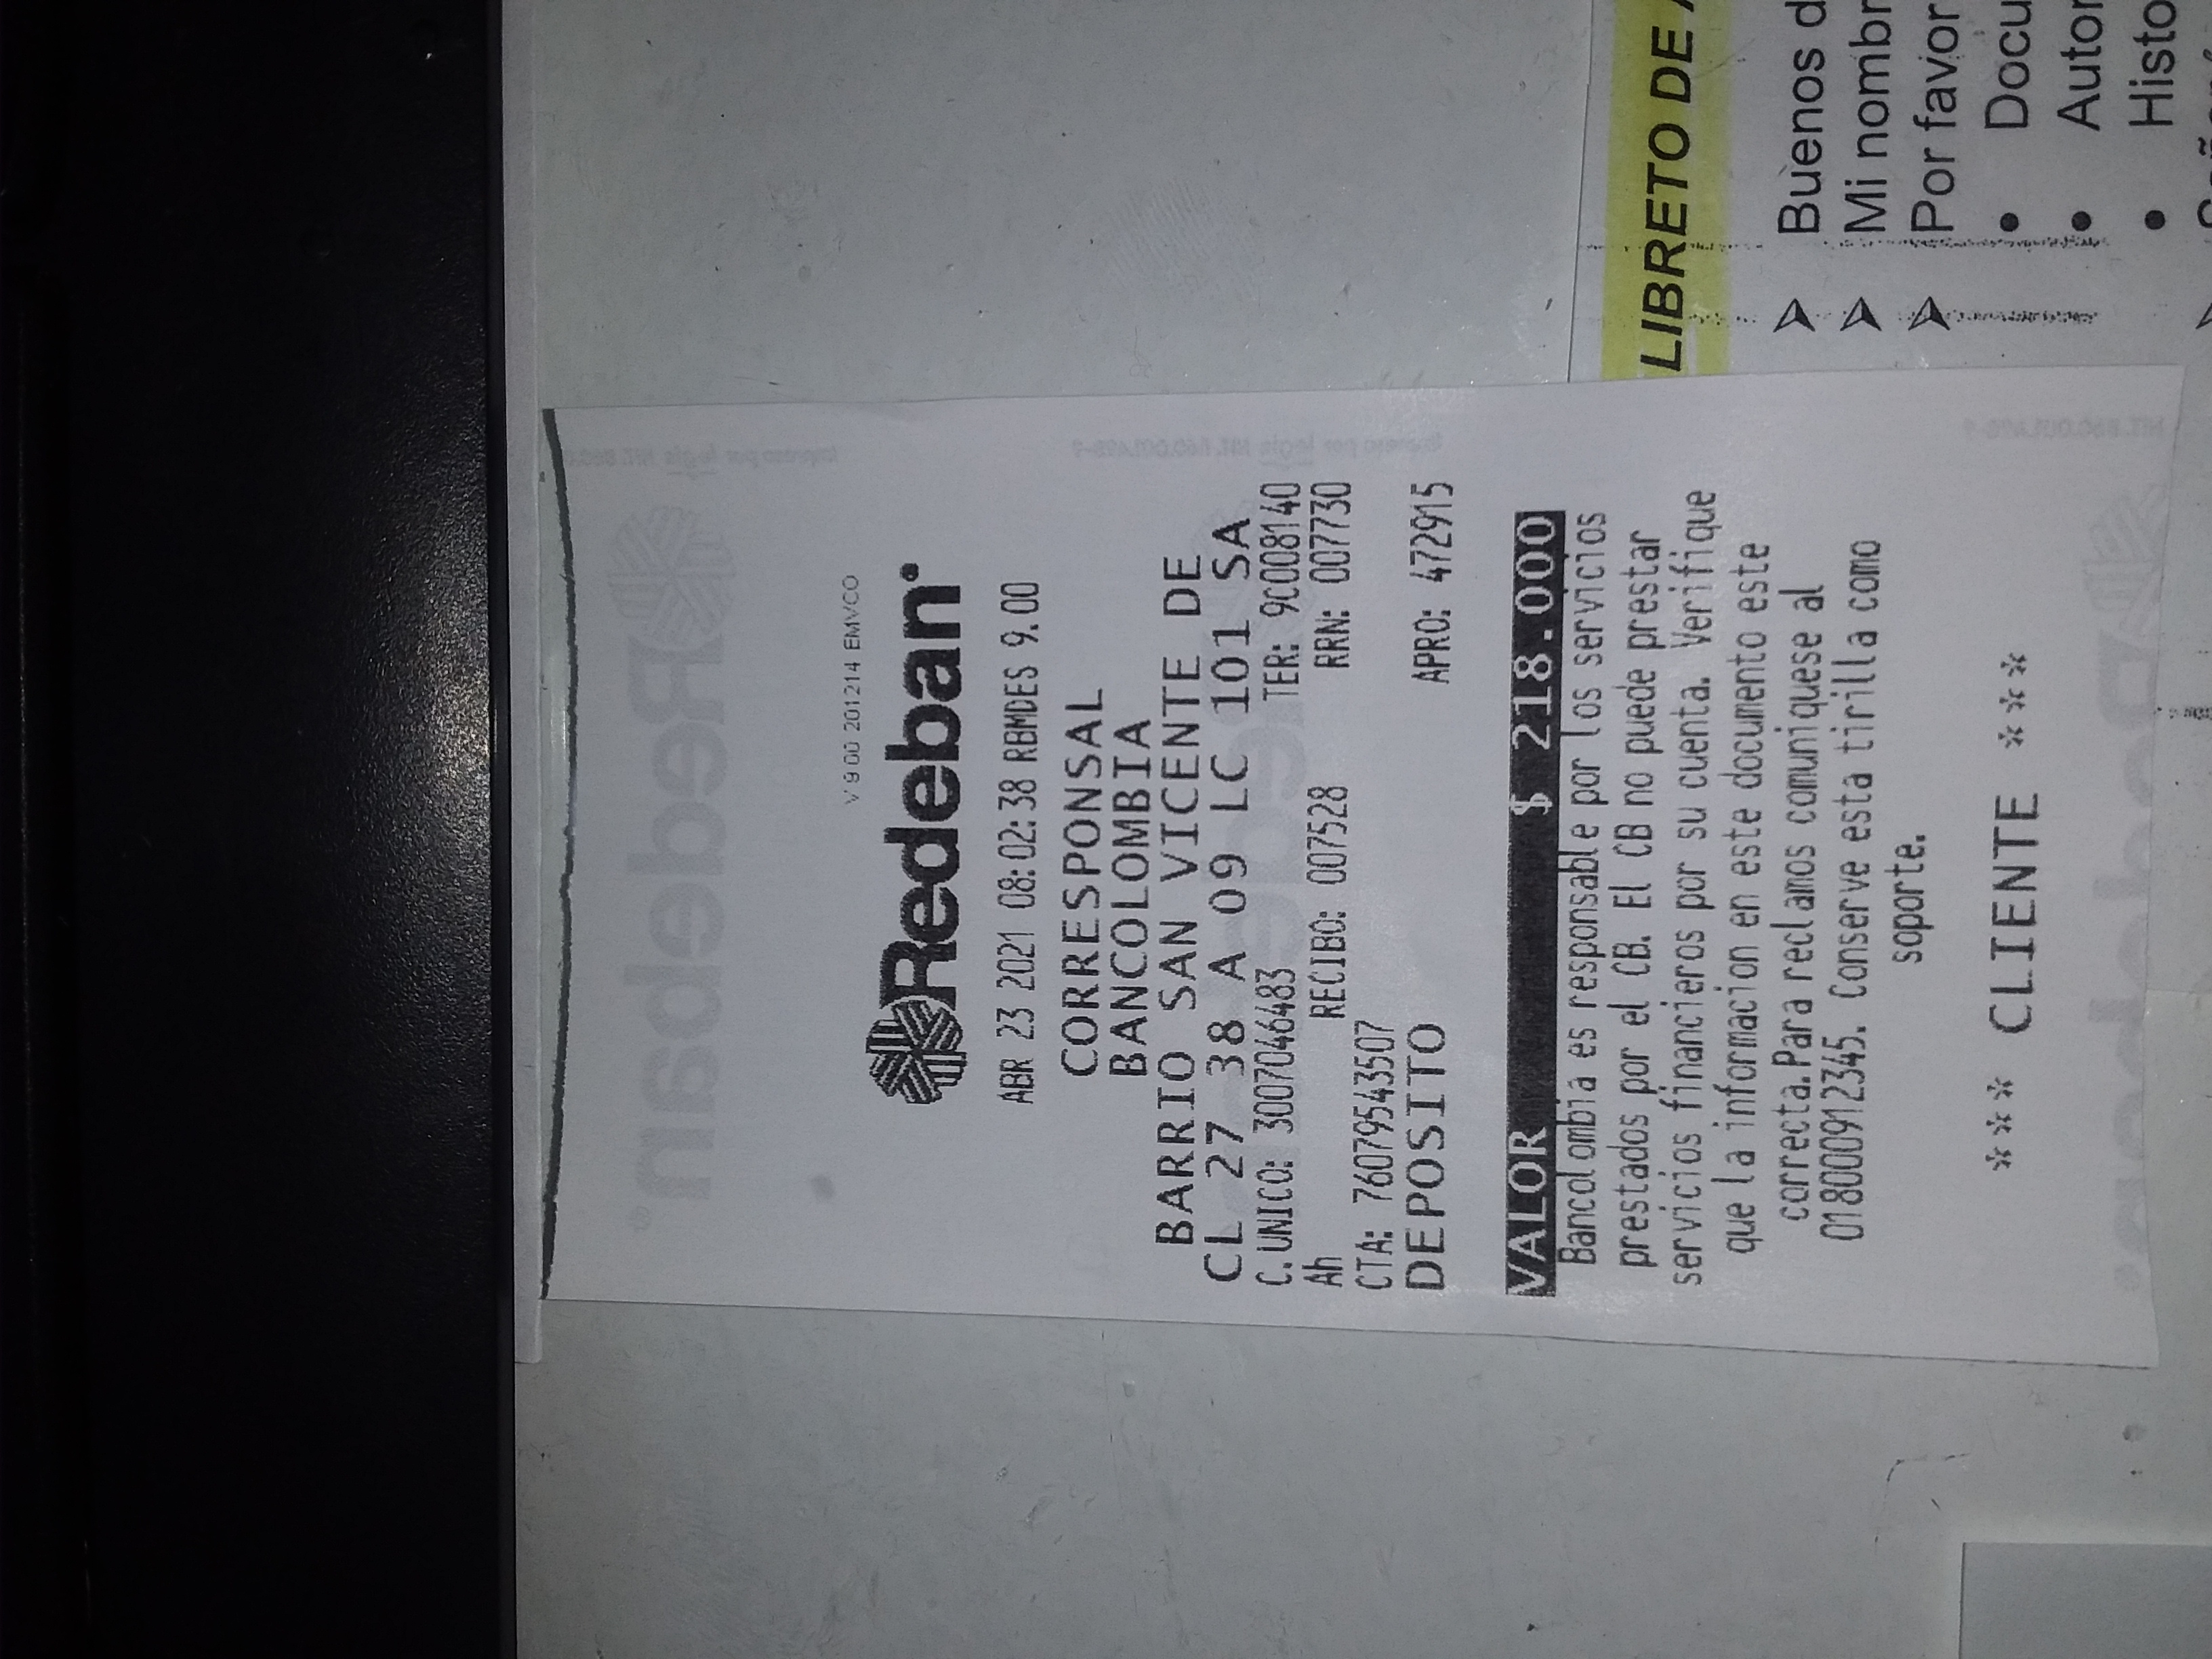 V 9 00 201214 EMVCO
Redeban
ABR 23 2021 08:02:38 RBMDES 9.00
CORRESPONSAL
BANCOLOMBIA
BARRIO SAN VICENTE DE
CL 27 38 A 09 LC 101 SA
C.UNICO: 3007046483 TER: 9C008140
Ah RECIBO: 007528 RRN: 007730
CTA: 76079543507
DEPOSITO APRO: 472915
VALOR $ 218.000
Bancolombia es responsable por los servicios
prestados por el CB. El CB no puede prestar
servicios financieros por su cuenta. Verifique
que la informacion en este documento este
correcta.Para reclamos comuniquese al
018000912345. Conserve esta tirilla como
soporte.
*** CLIENTE ***
LIBRETO DE
Buenos d
Mi nombr
Por favor
• Docu
• Autor
• Histo